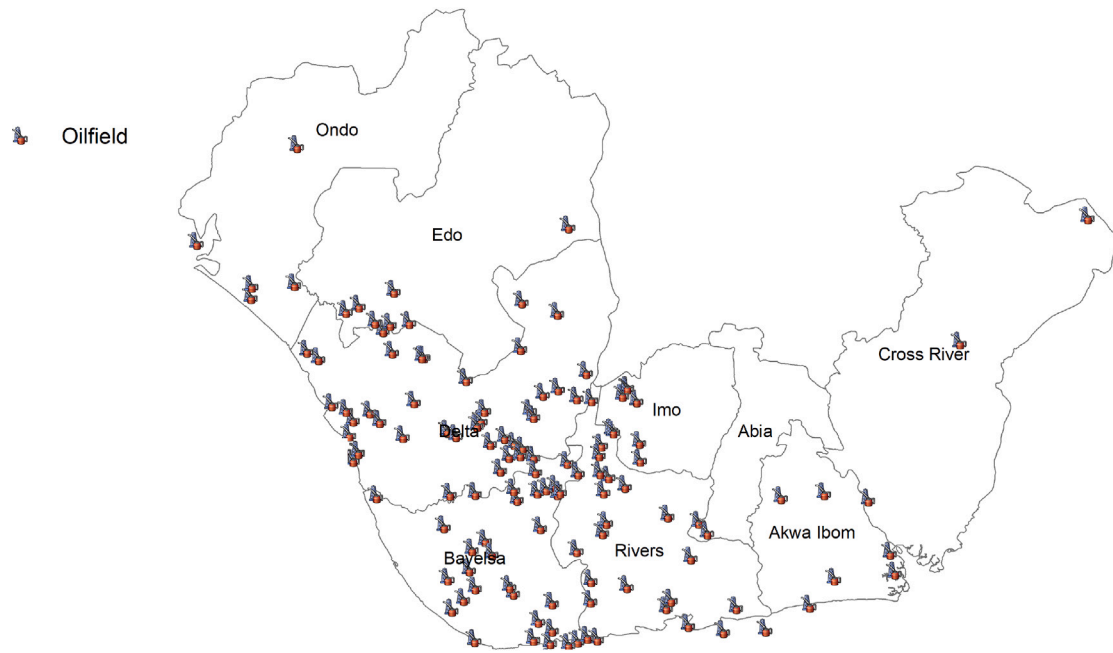 Ondo
Oilfield
Edo
Cross River
Imo
Delta
Abia
Akwa Ibom
Rivers
Bayelsa